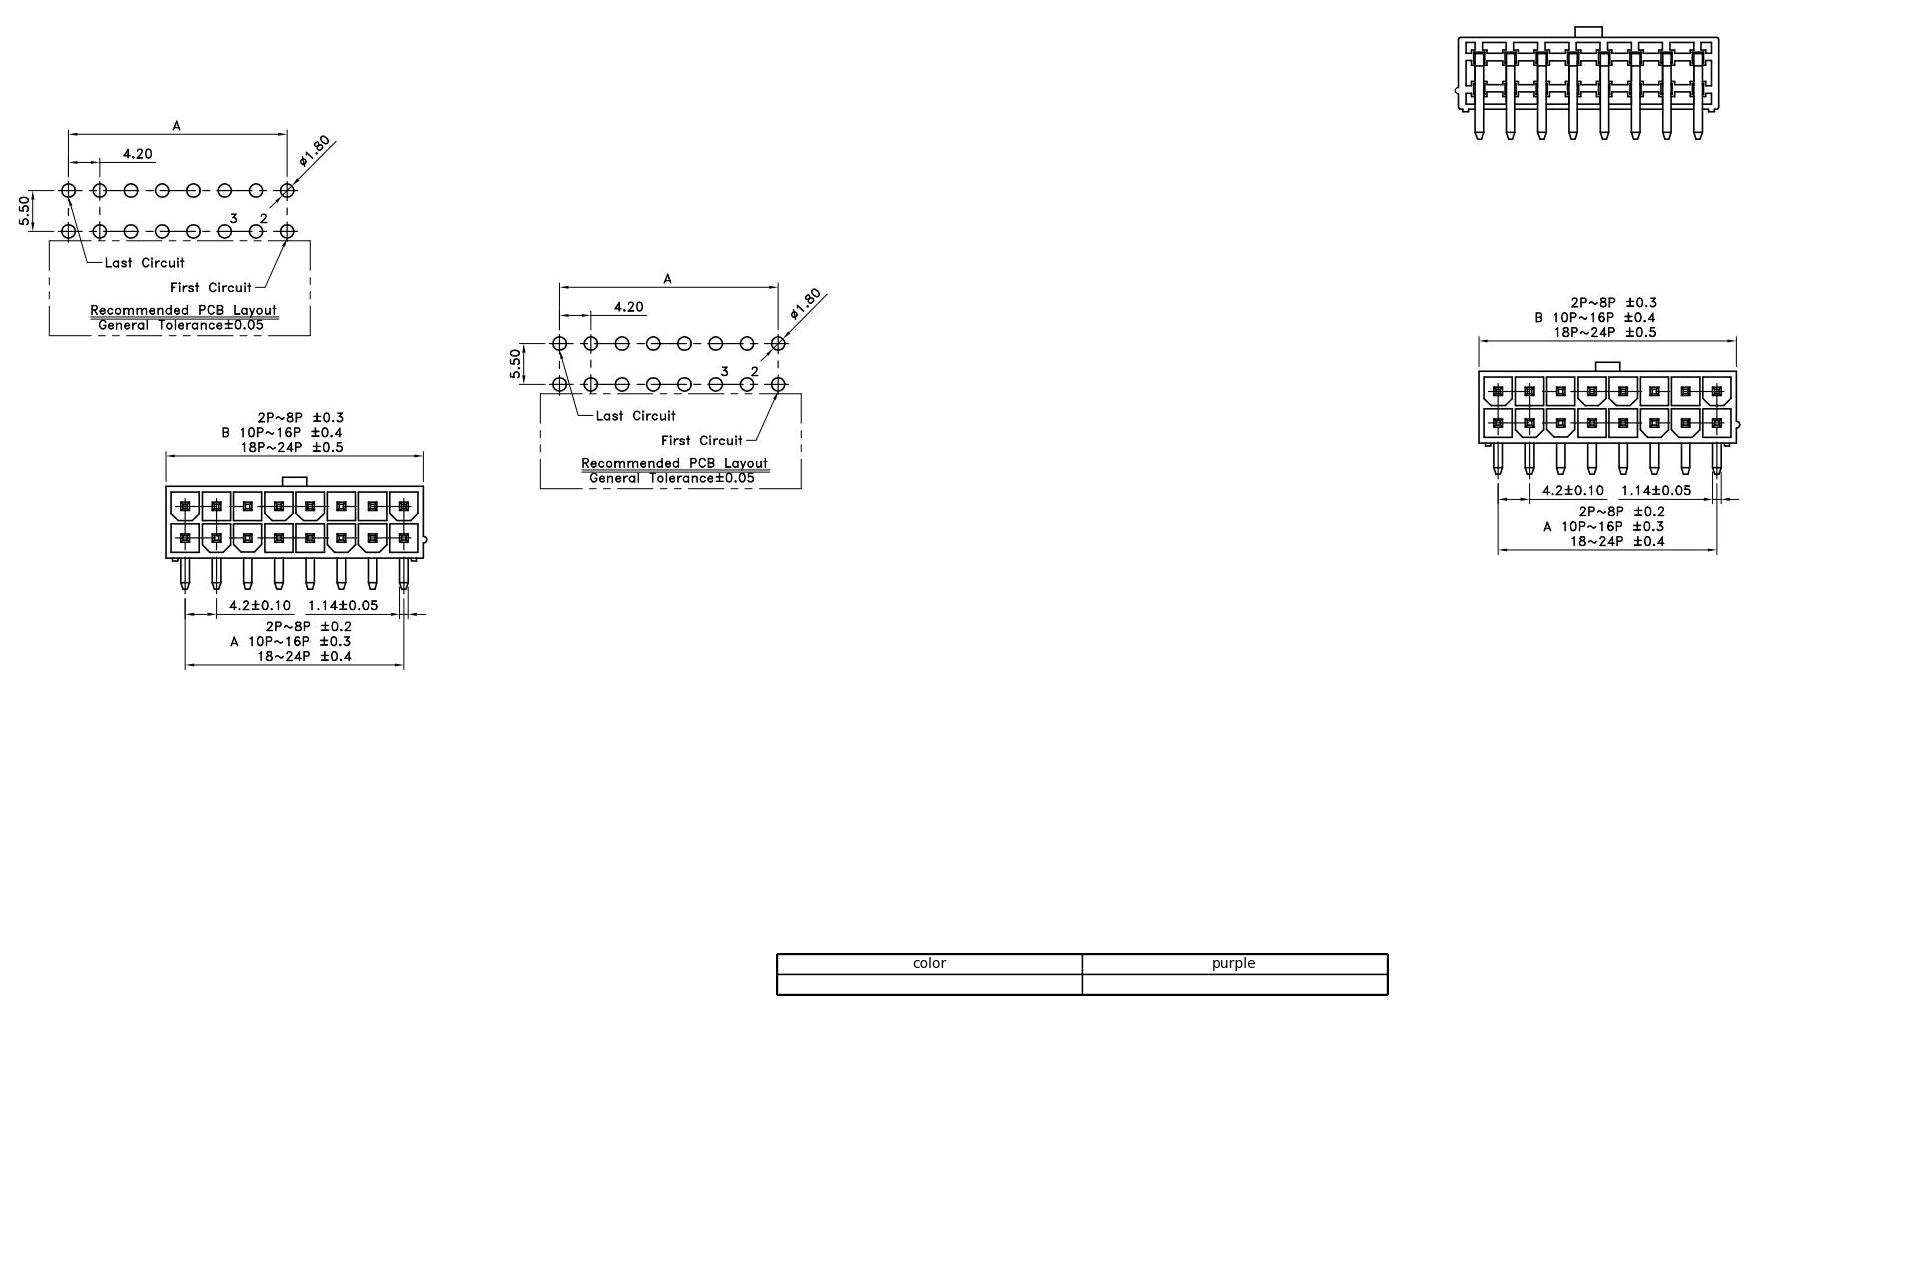 A
4.20
ø1.80
5.50
3 2
Last Circuit
First Circuit
Recommended PCB Layout
General Tolerance±0.05
A
4.20
ø1.80
5.50
3 2
Last Circuit
First Circuit
Recommended PCB Layout
General Tolerance±0.05
2P~8P ±0.3
B 10P~16P ±0.4
18P~24P ±0.5
4.2±0.10 1.14±0.05
2P~8P ±0.2
A 10P~16P ±0.3
18~24P ±0.4
2P~8P ±0.3
B 10P~16P ±0.4
18P~24P ±0.5
4.2±0.10 1.14±0.05
2P~8P ±0.2
A 10P~16P ±0.3
18~24P ±0.4
color purple